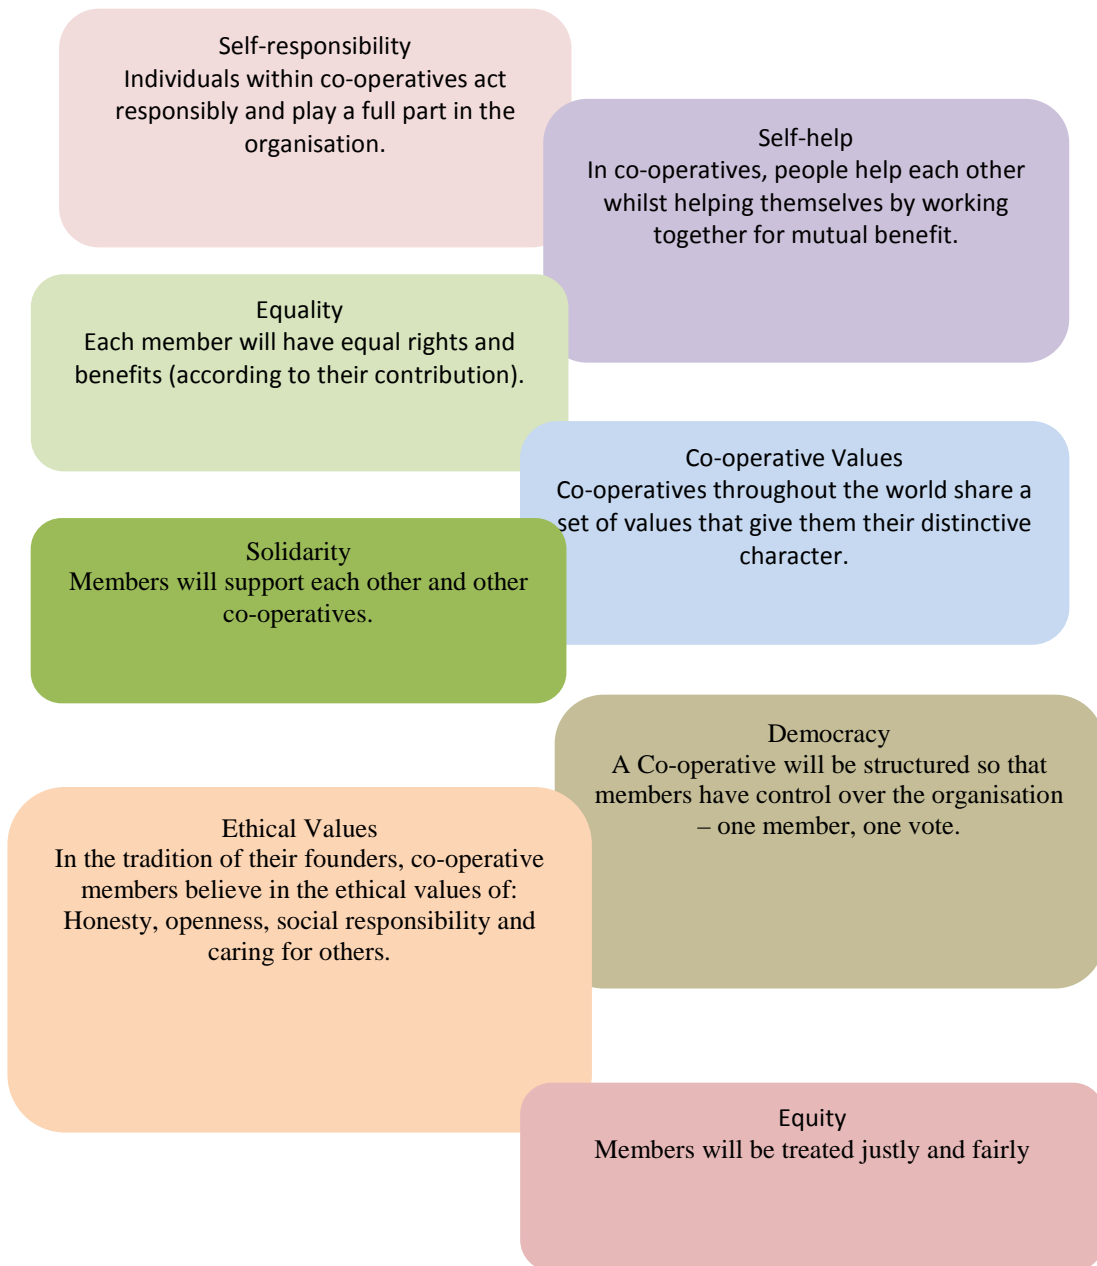 Self-responsibility
Individuals within co-operatives act
responsibly and play a full part in the
organisation.
Self-help
In co-operatives, people help each other
whilst helping themselves by working
together for mutual benefit.
Equality
Each member will have equal rights and
benefits (according to their contribution).
Co-operative Values
Co-operatives throughout the world share a
set of values that give them their distinctive
character.
Solidarity
Members will support each other and other
co-operatives.
Democracy
A Co-operative will be structured so that
members have control over the organisation
– one member, one vote.
Ethical Values
In the tradition of their founders, co-operative
members believe in the ethical values of:
Honesty, openness, social responsibility and
caring for others.
Equity
Members will be treated justly and fairly